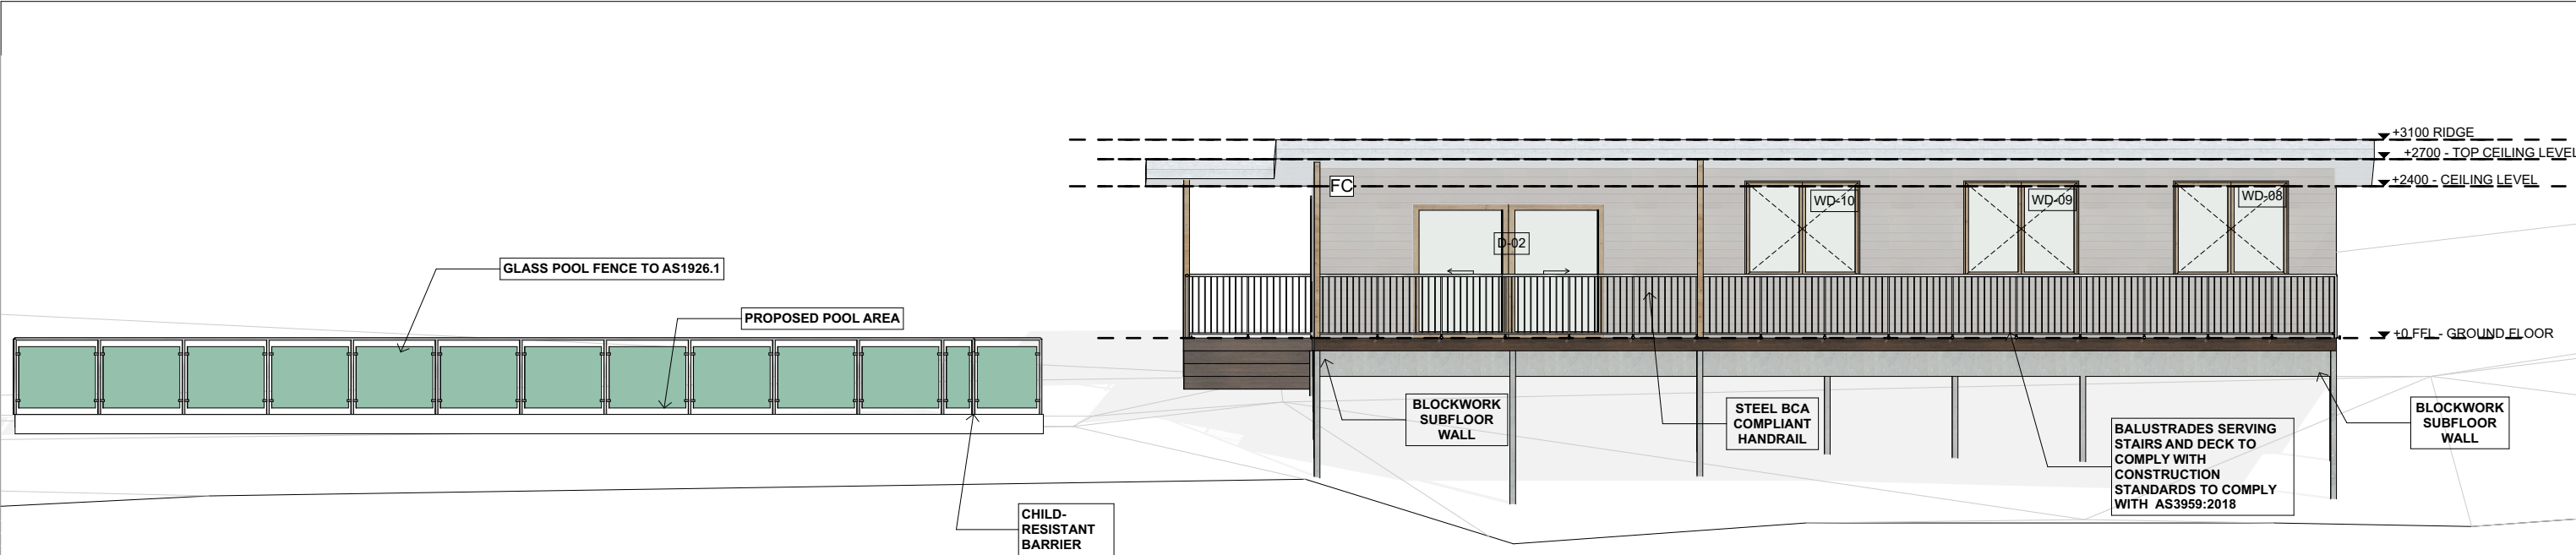 +3100 RIDGE
+2700 - TOP CEILING LEVEL
+2400 - CEILING LEVEL
FC
WD-10
WD-09
WD-08
D-02
GLASS POOL FENCE TO AS1926.1
PROPOSED POOL AREA
+0 FFL - GROUND FLOOR
BLOCKWORK
SUBFLOOR
WALL
STEEL BCA
COMPLIANT
HANDRAIL
BALUSTRADES SERVING
STAIRS AND DECK TO
COMPLY WITH
CONSTRUCTION
STANDARDS TO COMPLY
WITH AS3959:2018
BLOCKWORK
SUBFLOOR
WALL
CHILD-
RESISTANT
BARRIER